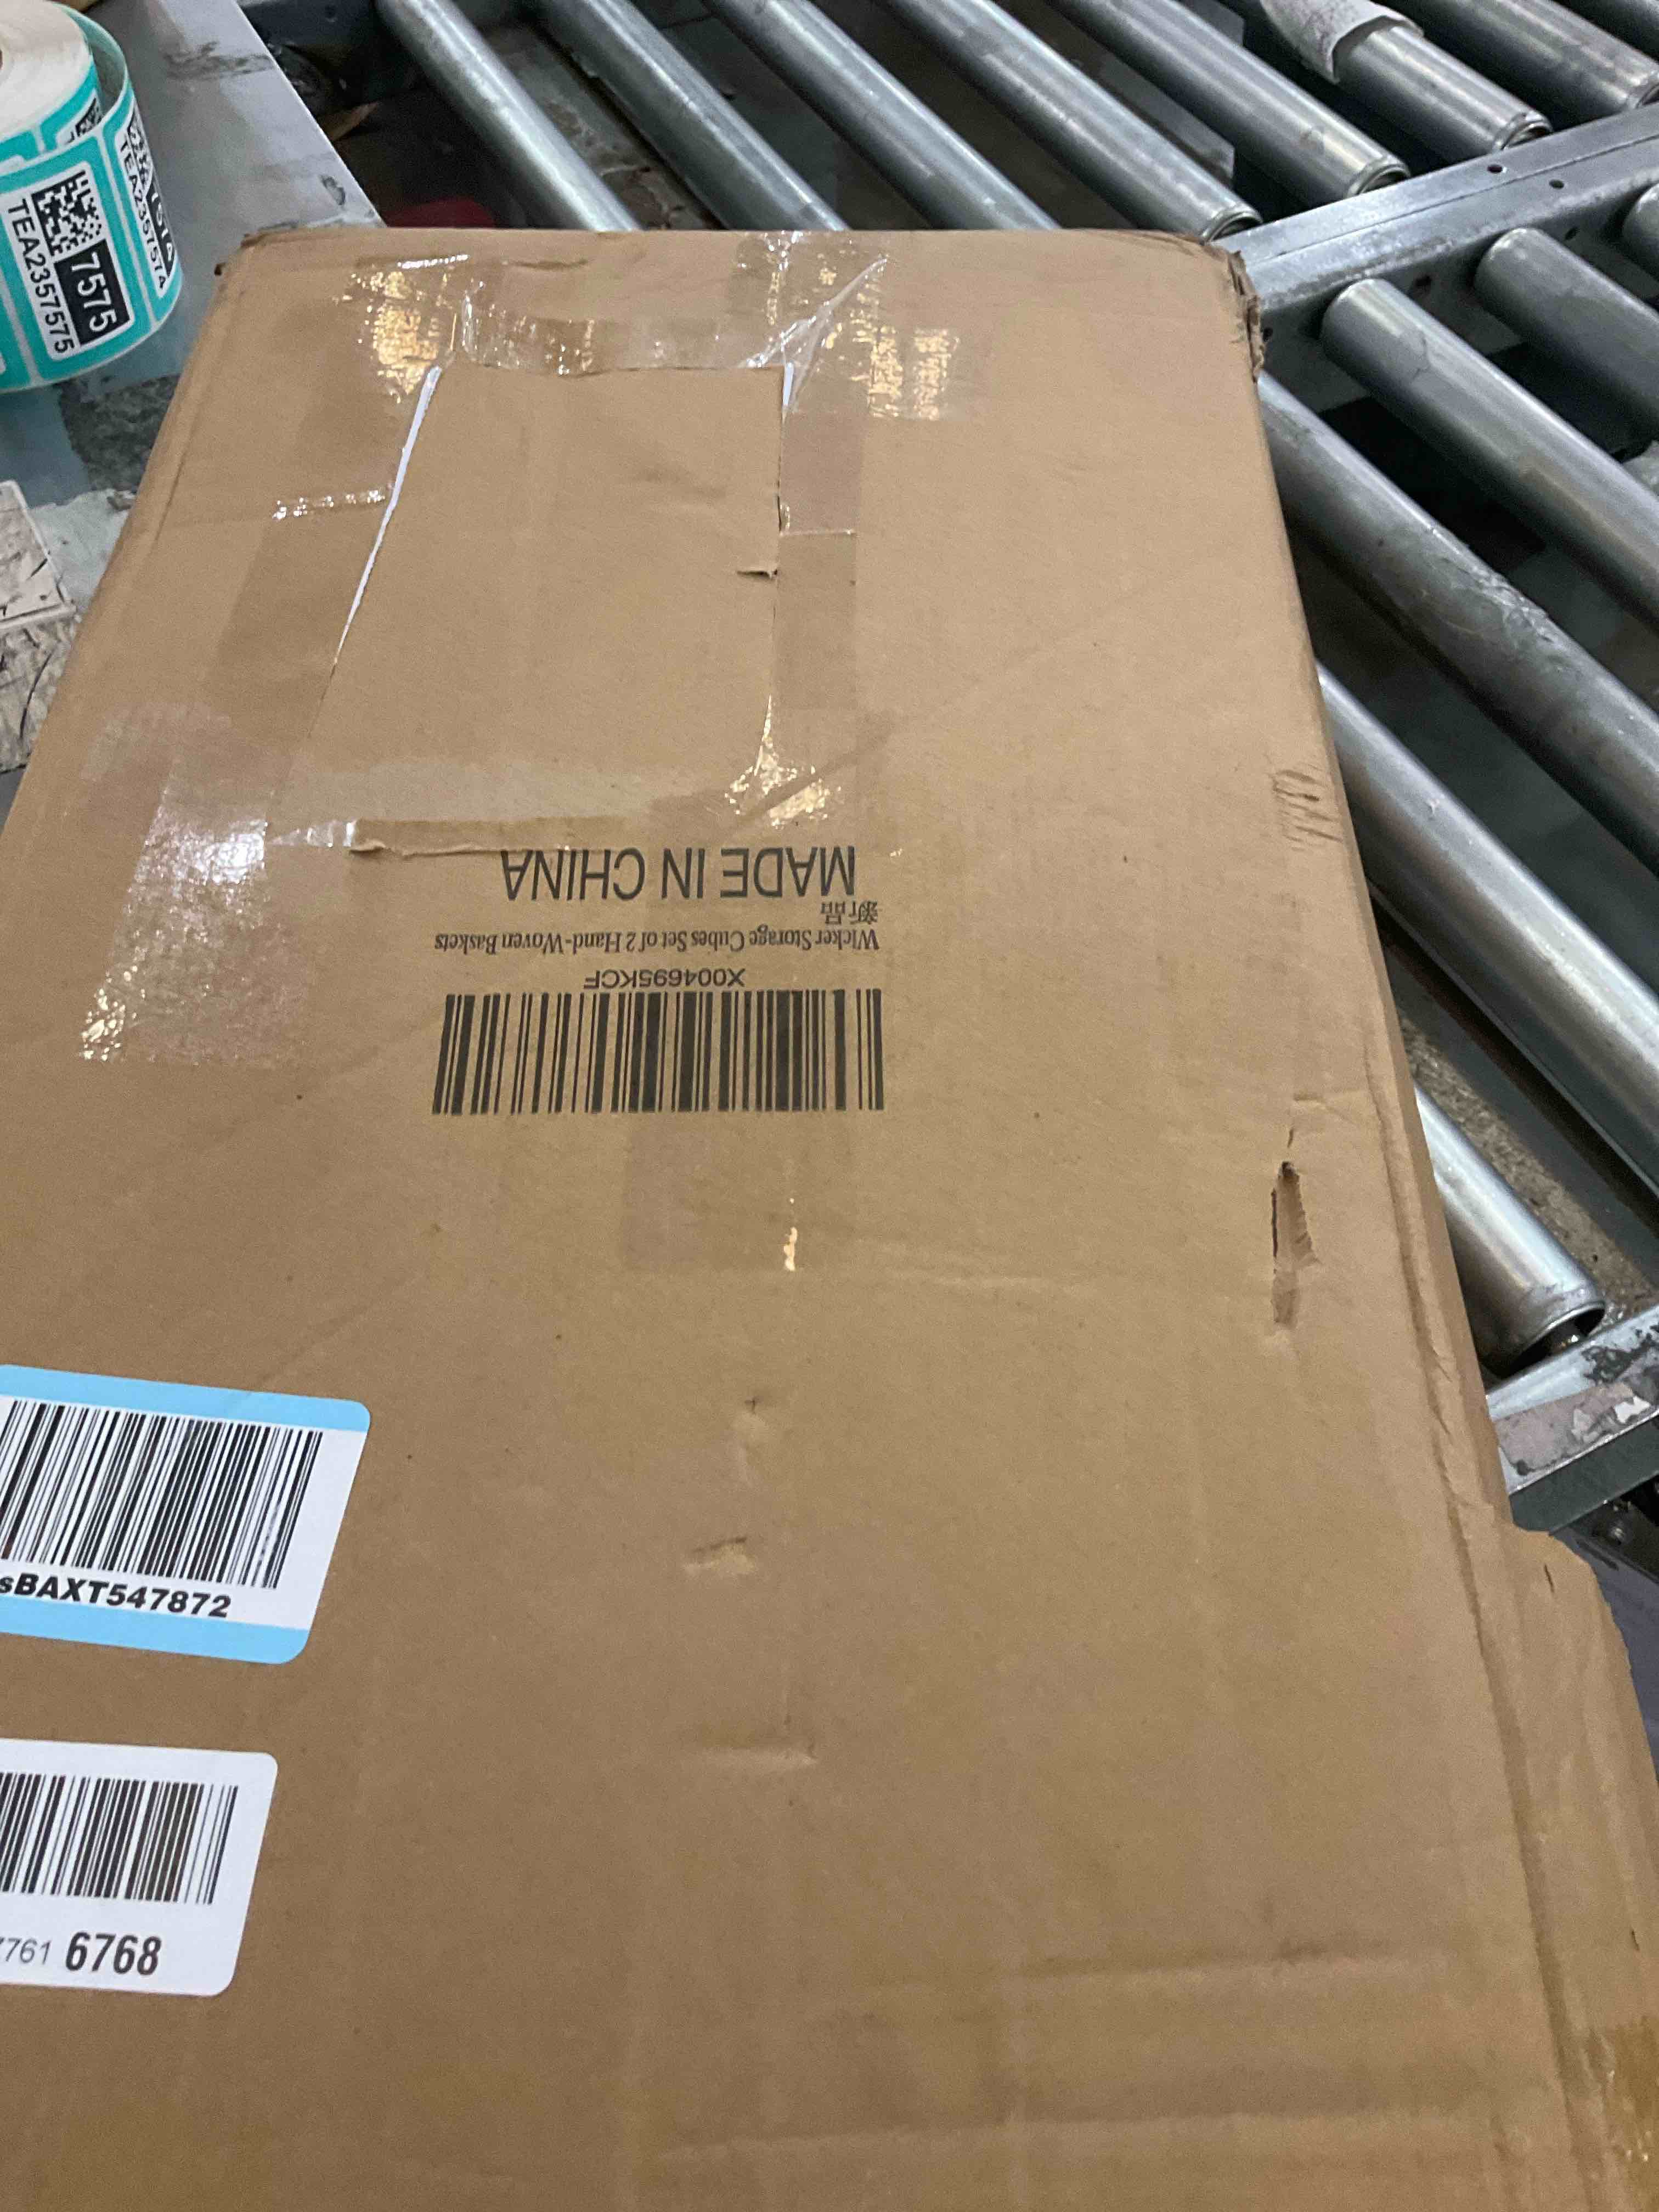 7575
TEA2357575
TEA2357574
X004695KCF
Wicker Storage Cubes Set of 2 Hand-Woven Baskets
新品
MADE IN CHINA
sBAXT547872
7761 6768